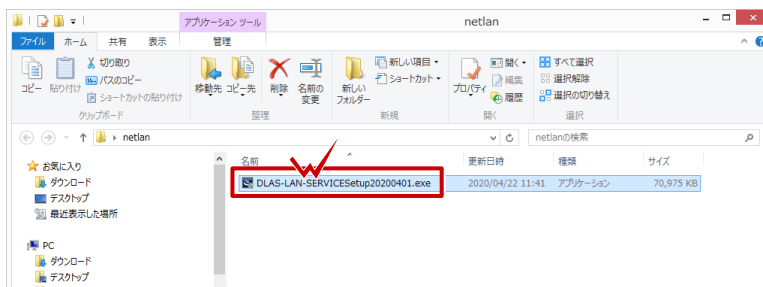 アプリケーション ツール
netlan
ファイル ホーム 共有 表示 管理
コピー 貼り付け 切り取り パスのコピー ショートカットの貼り付け
クリップボード
移動先 コピー先 削除 名前の変更
整理
新しいフォルダー 新しい項目 ショートカット
新規
プロパティ 開く 編集 履歴
開く
すべて選択 選択解除 選択の切り替え
選択
netlan
netlanの検索
名前 更新日時 種類 サイズ
DLAS-LAN-SERVICESetup20200401.exe 2020/04/22 11:41 アプリケーション 70,975 KB
お気に入り
ダウンロード
デスクトップ
最近表示した場所
PC
ダウンロード
デスクトップ